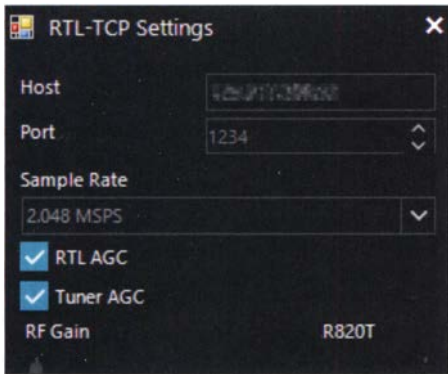 RTL-TCP Settings
Host
Port 1234
Sample Rate
2.048 MSPS
RTL AGC
Tuner AGC
RF Gain R820T